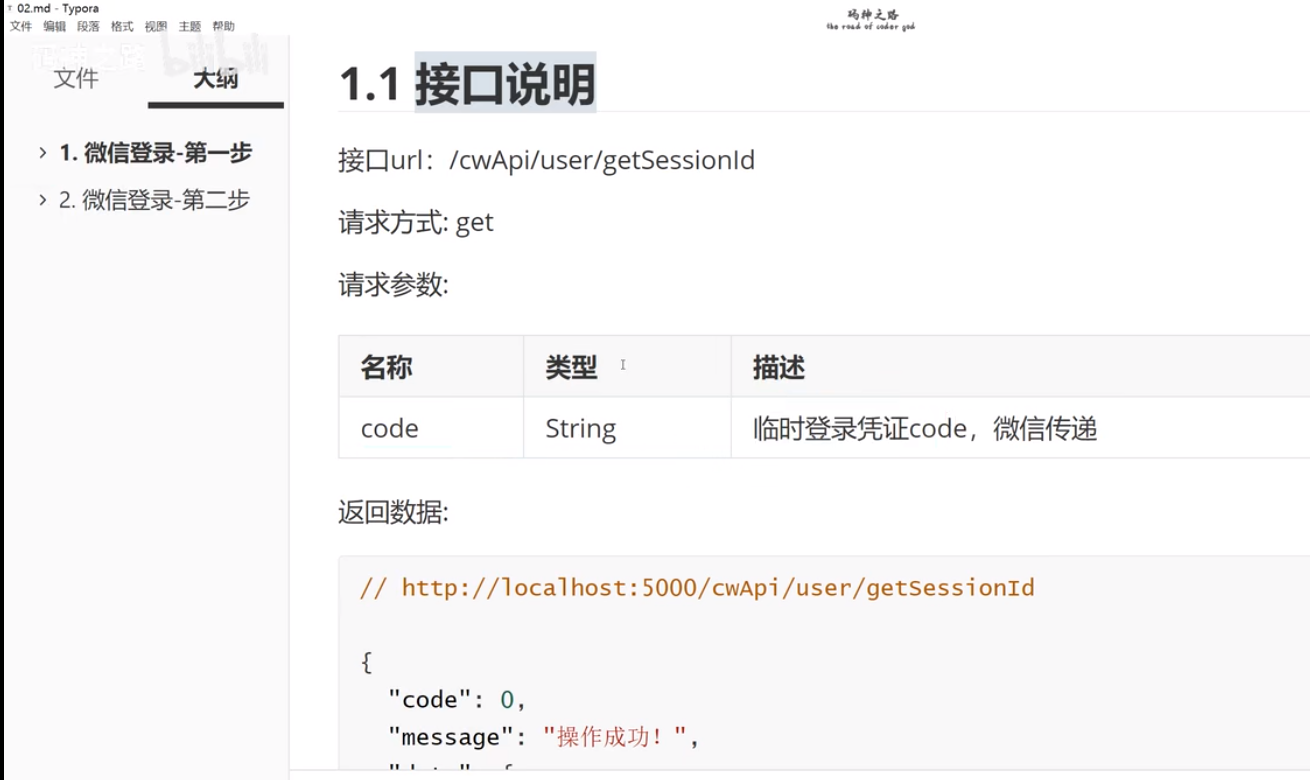 02.md - Typora
文件 编辑 段落 格式 视图 主题 帮助
码神之路
the road of coder god
码神之路 bilibili
文件 大纲
1. 微信登录-第一步
2. 微信登录-第二步
1.1 接口说明
接口url：/cwApi/user/getSessionId
请求方式: get
请求参数:
名称 类型 描述
code String 临时登录凭证code，微信传递
返回数据:
// http://localhost:5000/cwApi/user/getSessionId
{
"code": 0,
"message": "操作成功！",